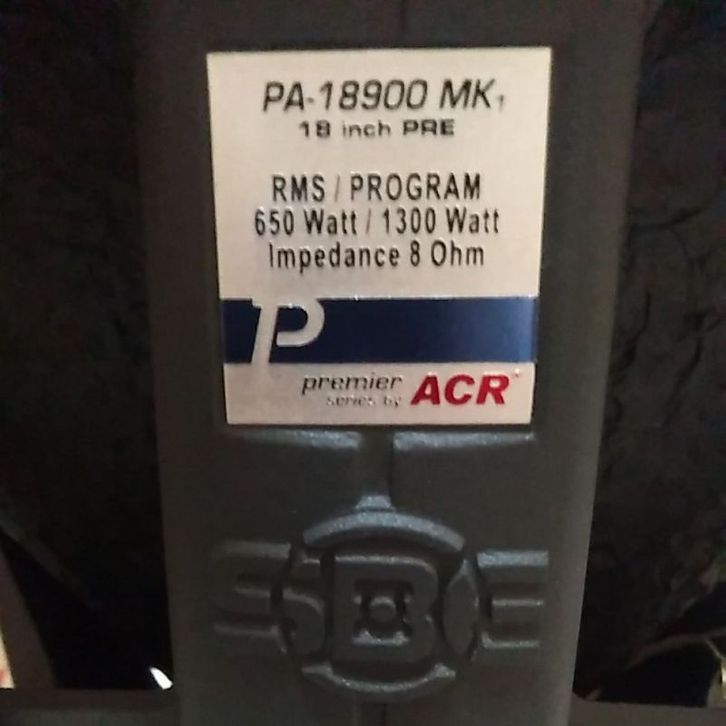 PA-18900 MK1
18 inch PRE
RMS / PROGRAM
650 Watt / 1300 Watt
Impedance 8 Ohm
P
premier
series by ACR
SBE